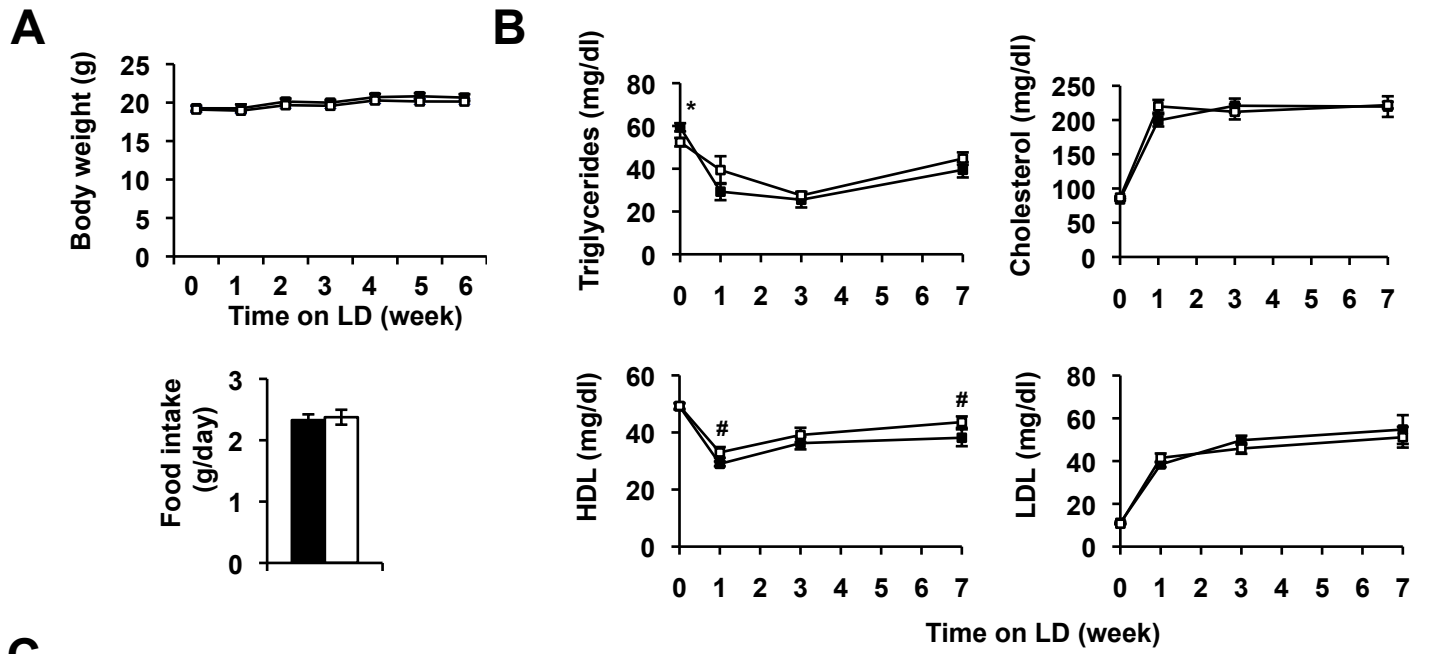 A
Body weight (g)
25
20
15
10
5
0
0 1 2 3 4 5 6
Time on LD (week)
Food intake
(g/day)
3
2
1
0
B
Triglycerides (mg/dl)
80
60
40
20
0
*
0 1 2 3 4 5 6 7
Cholesterol (mg/dl)
250
200
150
100
50
0
0 1 2 3 4 5 6 7
HDL (mg/dl)
60
40
20
0
# #
0 1 2 3 4 5 6 7
LDL (mg/dl)
80
60
40
20
0
0 1 2 3 4 5 6 7
Time on LD (week)